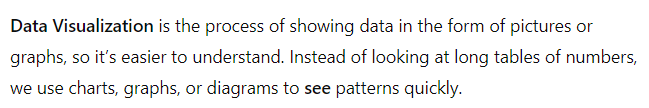 Data Visualization is the process of showing data in the form of pictures or
graphs, so it’s easier to understand. Instead of looking at long tables of numbers,
we use charts, graphs, or diagrams to see patterns quickly.